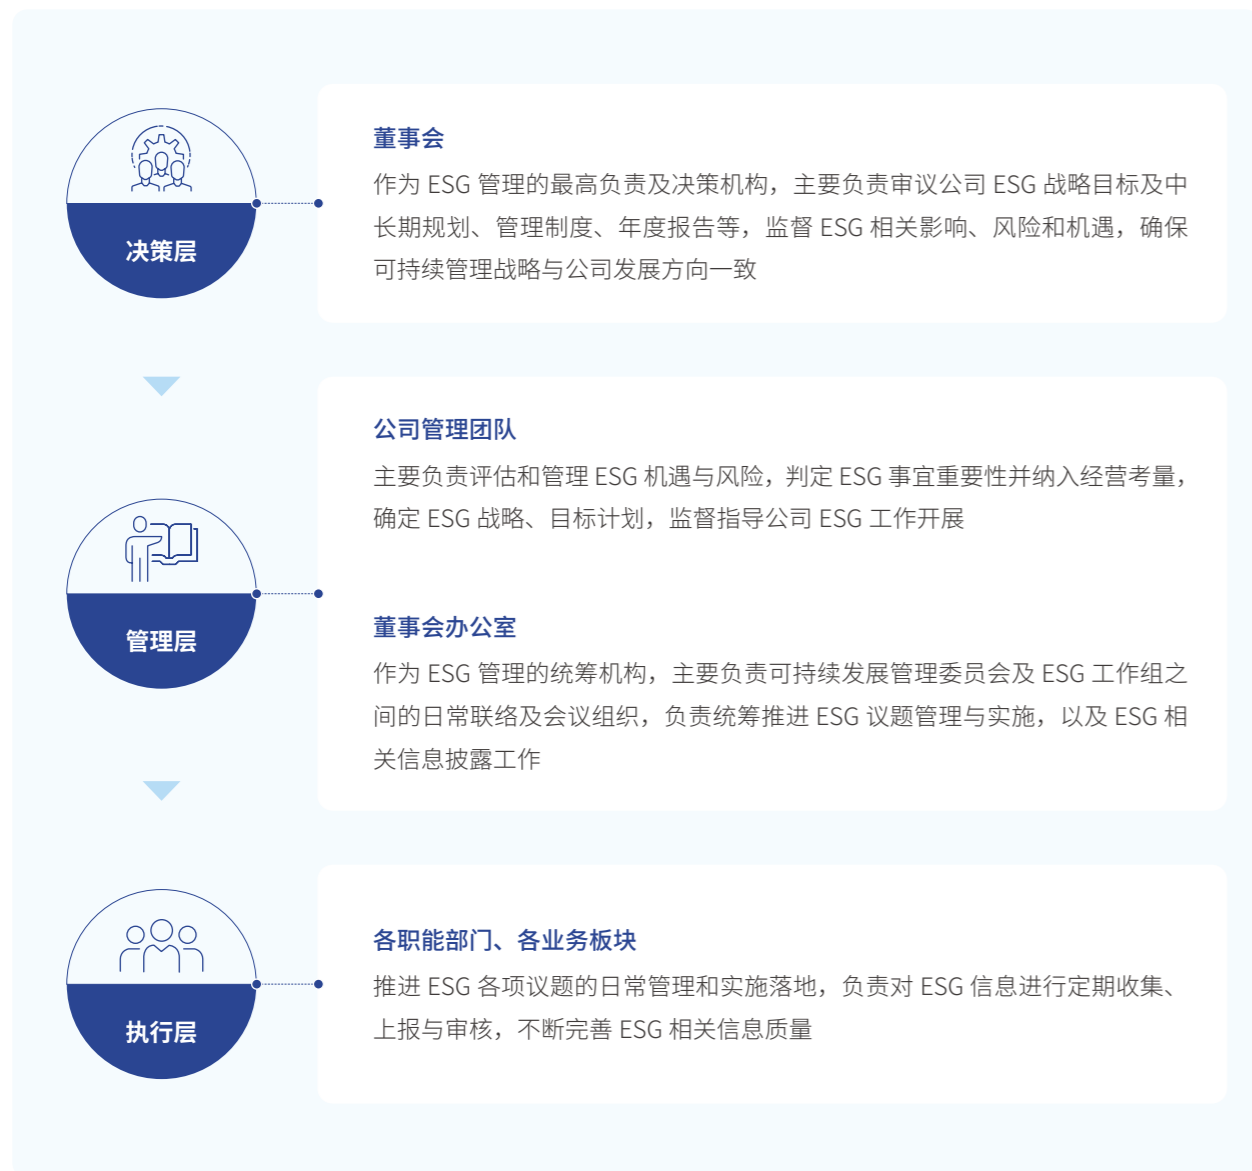 决策层
董事会
作为 ESG 管理的最高负责及决策机构，主要负责审议公司 ESG 战略目标及中
长期规划、管理制度、年度报告等，监督 ESG 相关影响、风险和机遇，确保
可持续管理战略与公司发展方向一致
管理层
公司管理团队
主要负责评估和管理 ESG 机遇与风险，判定 ESG 事宜重要性并纳入经营考量，
确定 ESG 战略、目标计划，监督指导公司 ESG 工作开展
董事会办公室
作为 ESG 管理的统筹机构，主要负责可持续发展管理委员会及 ESG 工作组之
间的日常联络及会议组织，负责统筹推进 ESG 议题管理与实施，以及 ESG 相
关信息披露工作
执行层
各职能部门、各业务板块
推进 ESG 各项议题的日常管理和实施落地，负责对 ESG 信息进行定期收集、
上报与审核，不断完善 ESG 相关信息质量